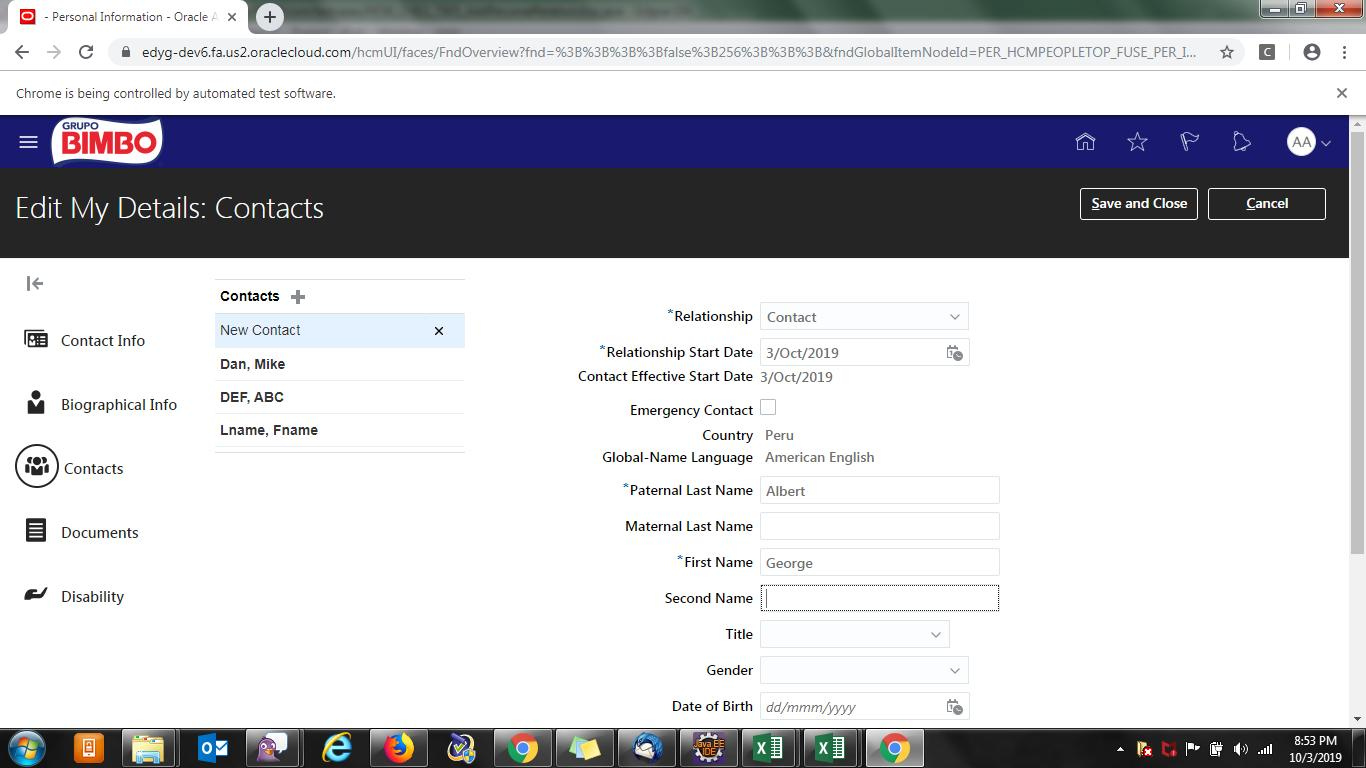 - Personal Information - Oracle A
edyg-dev6.fa.us2.oraclecloud.com/hcmUI/faces/FndOverview?fnd=%3B%3B%3B%3Bfalse%3B256%3B%3B%3B&fndGlobalItemNodeId=PER_HCMPEOPLETOP_FUSE_PER_I...
C
Chrome is being controlled by automated test software.
GRUPO
BIMBO
AA
Edit My Details: Contacts
Save and Close
Cancel
Contact Info
Biographical Info
Contacts
Documents
Disability
Contacts
New Contact
Dan, Mike
DEF, ABC
Lname, Fname
*Relationship Contact
*Relationship Start Date 3/Oct/2019
Contact Effective Start Date 3/Oct/2019
Emergency Contact
Country Peru
Global-Name Language American English
*Paternal Last Name Albert
Maternal Last Name
*First Name George
Second Name
Title
Gender
Date of Birth dd/mmm/yyyy
Java EE
IDE
8:53 PM
10/3/2019